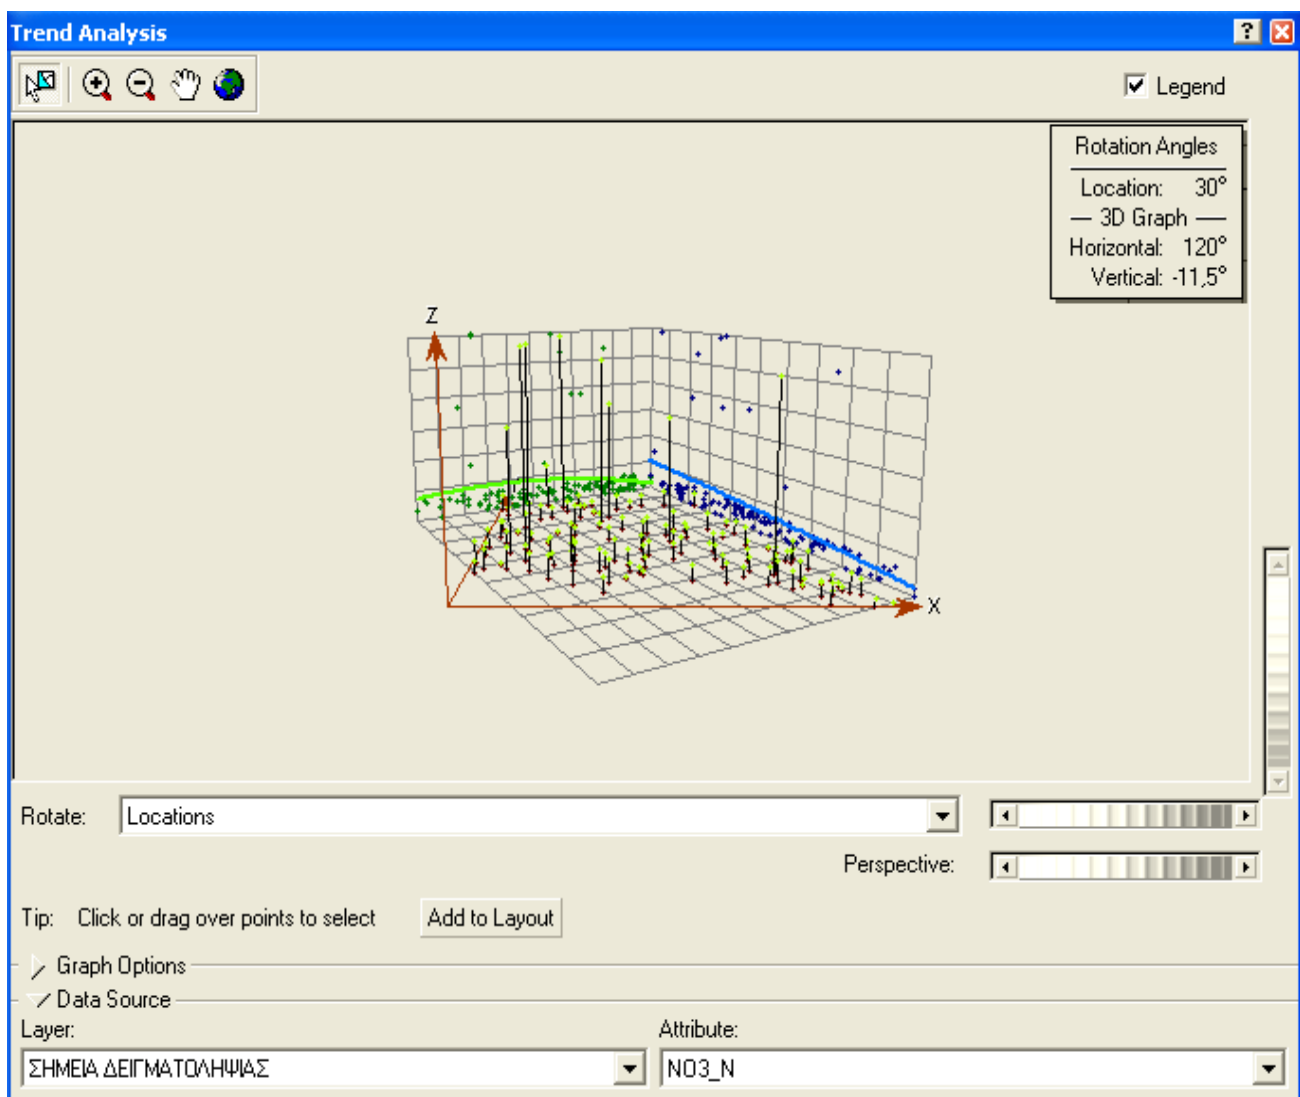 Trend Analysis
Legend
Rotation Angles
Location: 30°
3D Graph
Horizontal: 120°
Vertical: -11,5°
Z
X
Rotate: Locations
Perspective:
Tip: Click or drag over points to select Add to Layout
Graph Options
Data Source
Layer: Attribute:
ΣΗΜΕΙΑ ΔΕΙΓΜΑΤΟΛΗΨΙΑΣ NO3_N